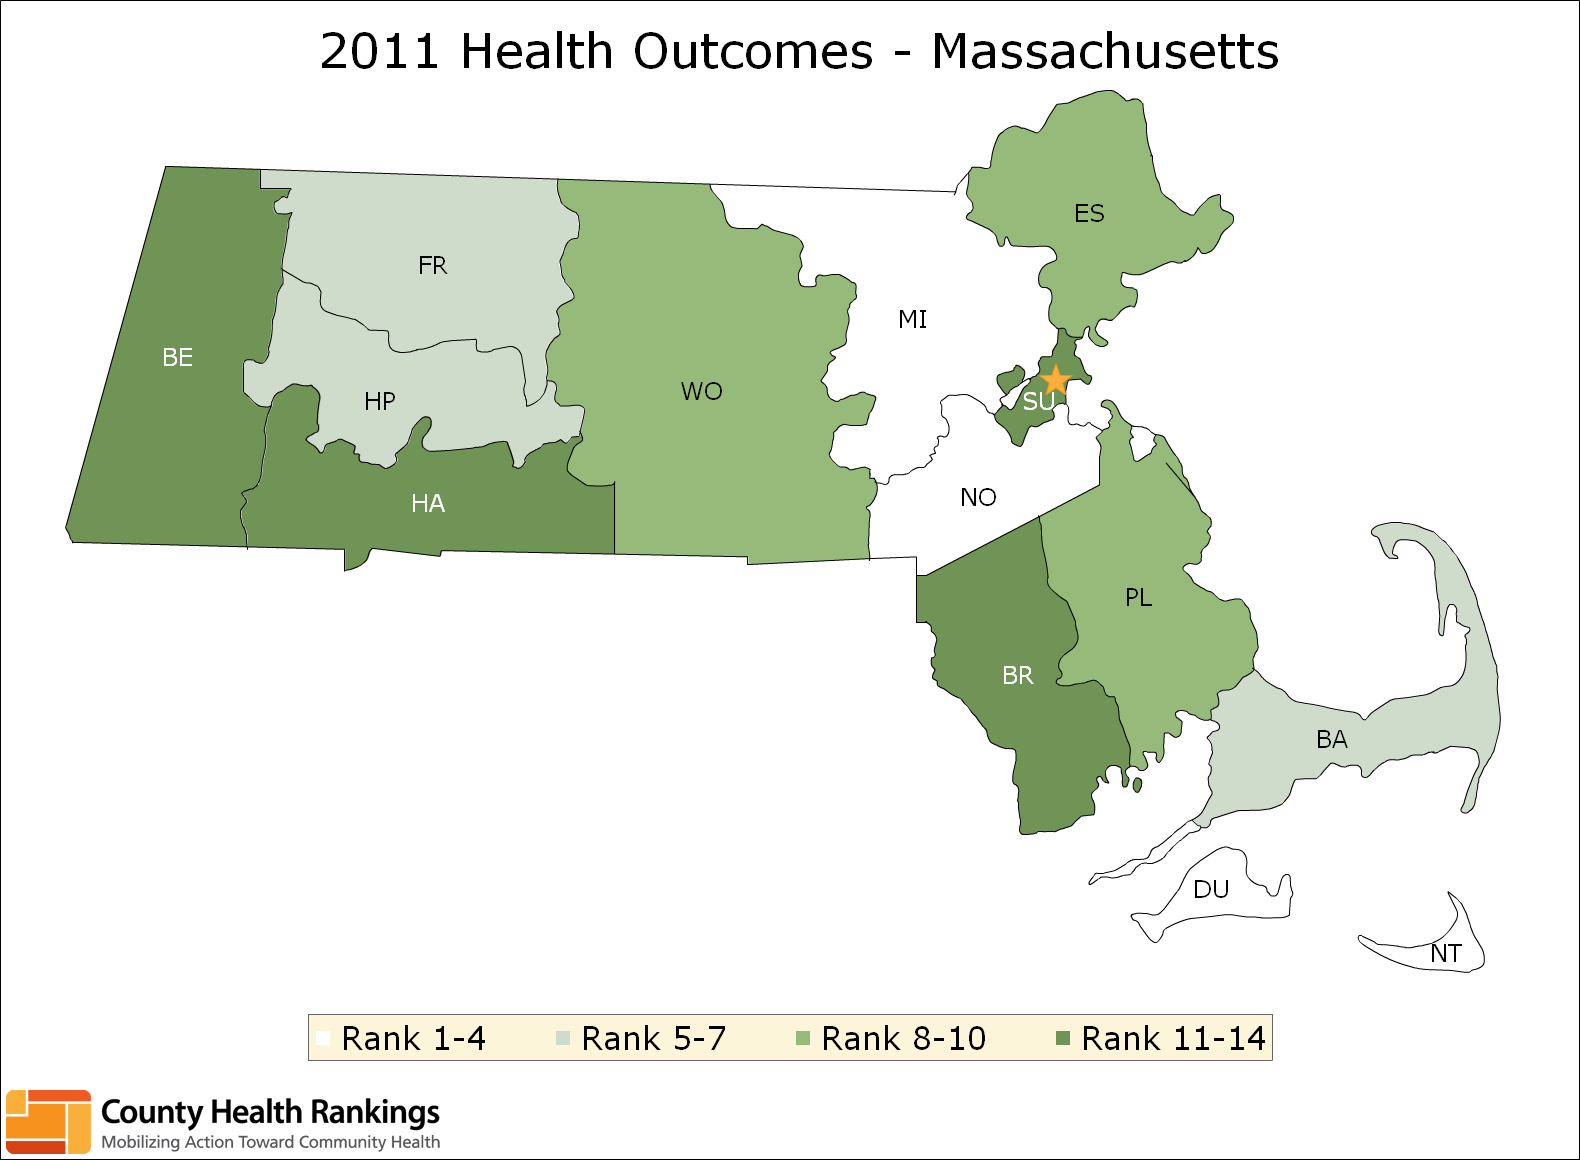 2011 Health Outcomes - Massachusetts
ES
FR
MI
BE
WO
HP
SU
NO
HA
PL
BR
BA
DU
NT
Rank 1-4 Rank 5-7 Rank 8-10 Rank 11-14
County Health Rankings
Mobilizing Action Toward Community Health